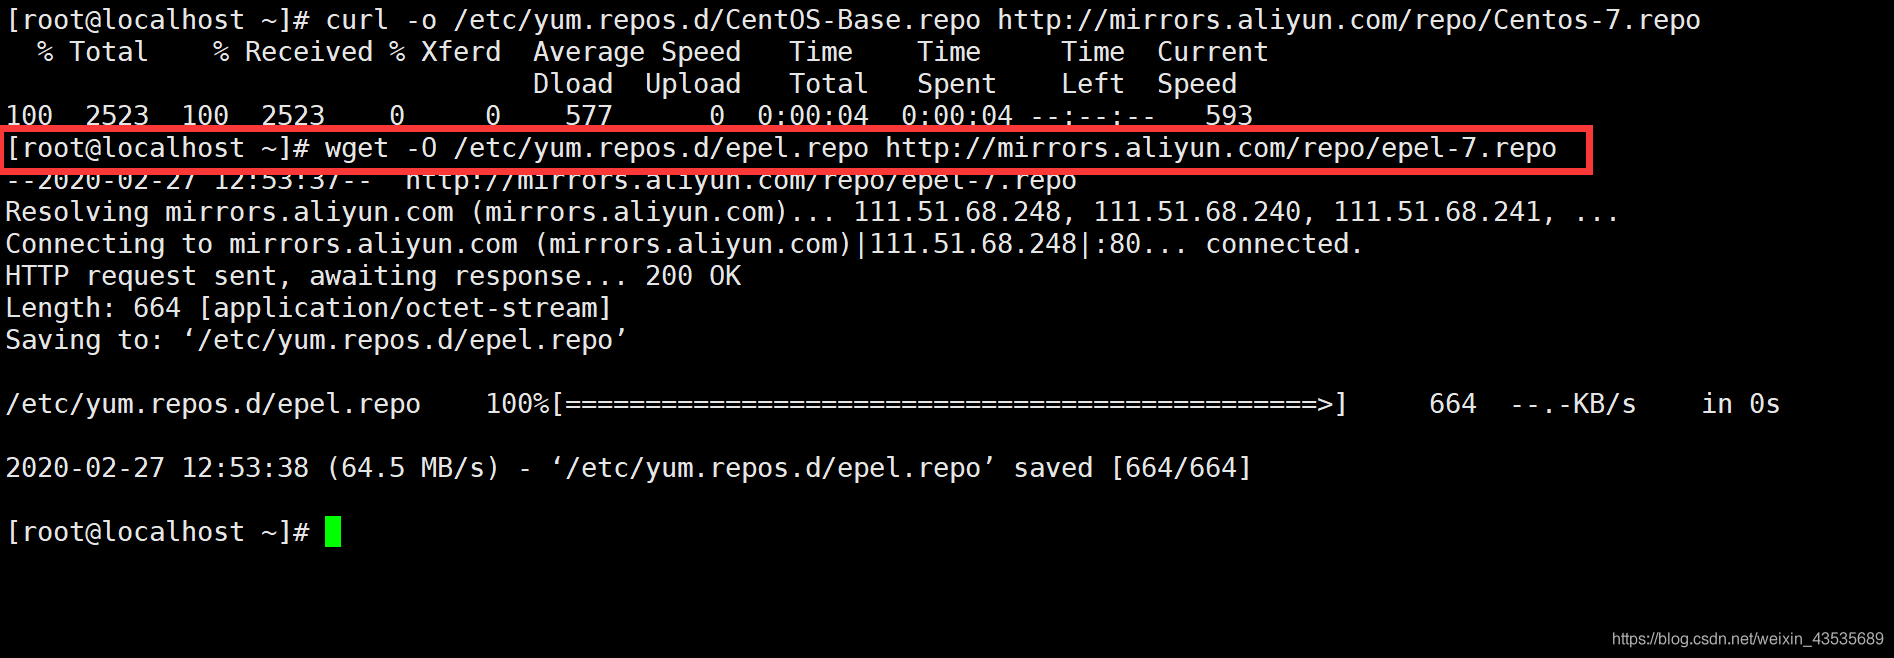 [root@localhost ~]# curl -o /etc/yum.repos.d/CentOS-Base.repo http://mirrors.aliyun.com/repo/Centos-7.repo
  % Total    % Received % Xferd  Average Speed   Time    Time     Time  Current
                                 Dload  Upload   Total   Spent    Left  Speed
100  2523  100  2523    0     0    577      0  0:00:04  0:00:04 --:--:--   593
[root@localhost ~]# wget -O /etc/yum.repos.d/epel.repo http://mirrors.aliyun.com/repo/epel-7.repo
--2020-02-27 12:53:37--  http://mirrors.aliyun.com/repo/epel-7.repo
Resolving mirrors.aliyun.com (mirrors.aliyun.com)... 111.51.68.248, 111.51.68.240, 111.51.68.241, ...
Connecting to mirrors.aliyun.com (mirrors.aliyun.com)|111.51.68.248|:80... connected.
HTTP request sent, awaiting response... 200 OK
Length: 664 [application/octet-stream]
Saving to: ‘/etc/yum.repos.d/epel.repo’
/etc/yum.repos.d/epel.repo    100%[===============================================>]     664  --.-KB/s    in 0s
2020-02-27 12:53:38 (64.5 MB/s) - ‘/etc/yum.repos.d/epel.repo’ saved [664/664]
[root@localhost ~]#
https://blog.csdn.net/weixin_43535689